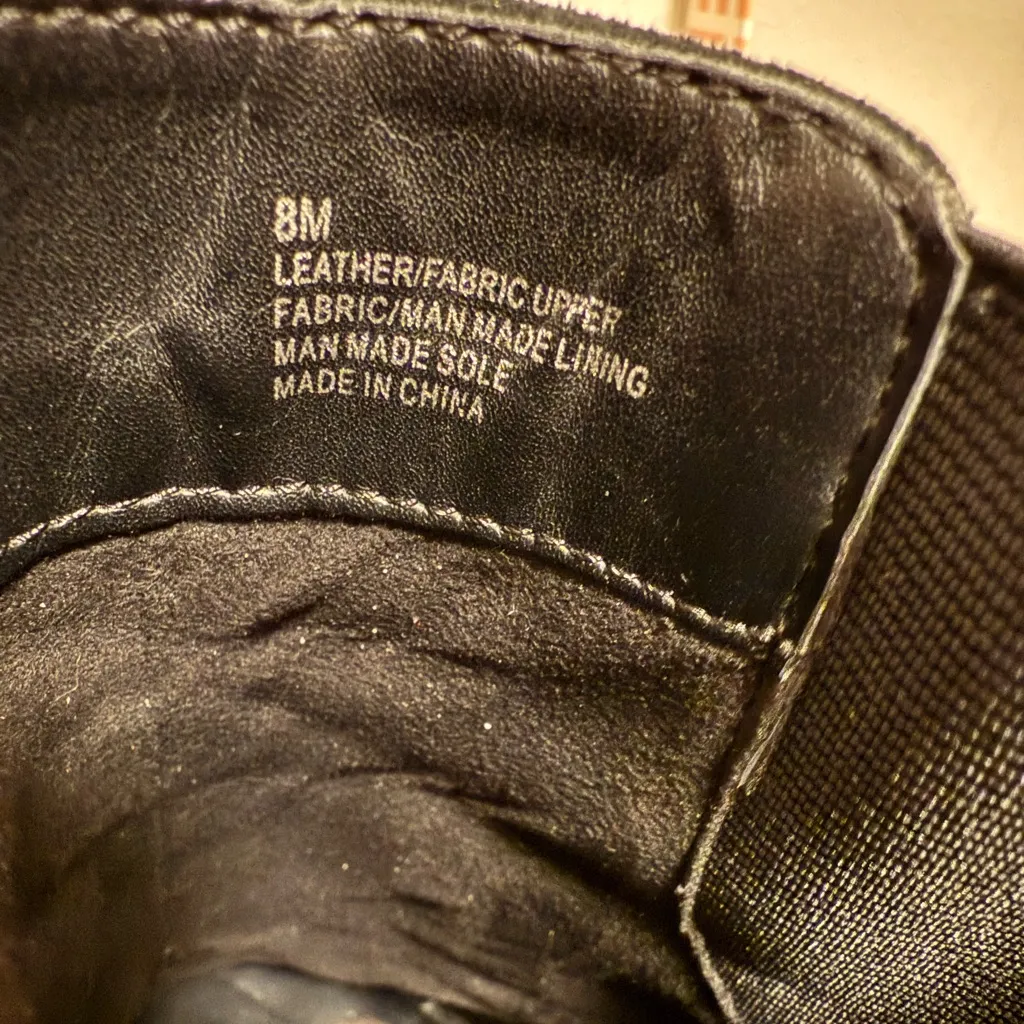 8M
LEATHER/FABRIC UPPER
FABRIC/MAN MADE LINING
MAN MADE SOLE
MADE IN CHINA